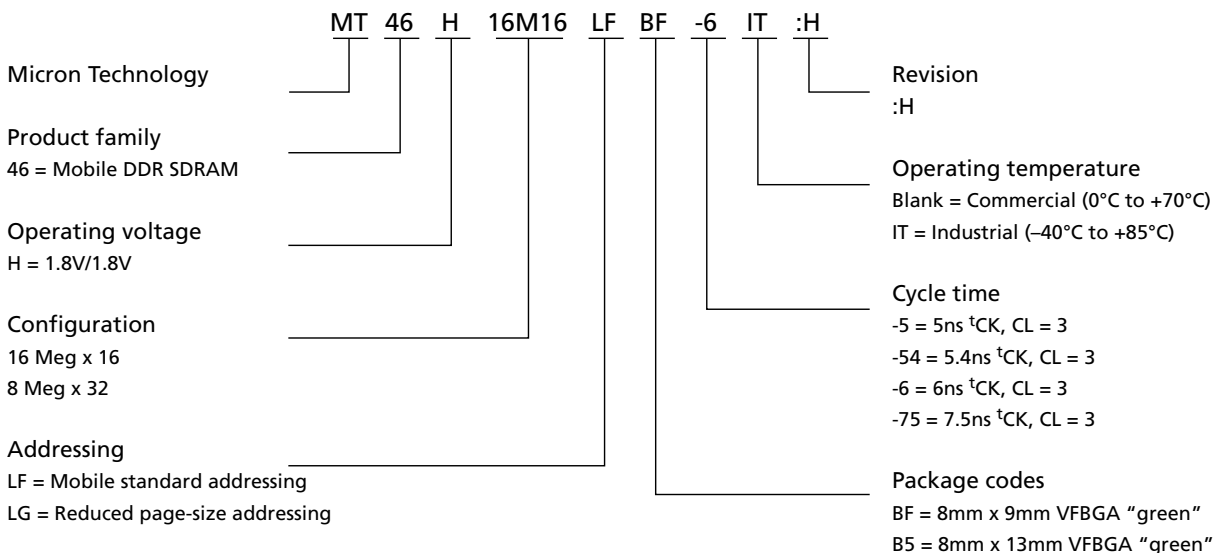 MT 46 H 16M16 LF BF -6 IT :H
Micron Technology
Product family
46 = Mobile DDR SDRAM
Operating voltage
H = 1.8V/1.8V
Configuration
16 Meg x 16
8 Meg x 32
Addressing
LF = Mobile standard addressing
LG = Reduced page-size addressing
Revision
:H
Operating temperature
Blank = Commercial (0°C to +70°C)
IT = Industrial (–40°C to +85°C)
Cycle time
-5 = 5ns tCK, CL = 3
-54 = 5.4ns tCK, CL = 3
-6 = 6ns tCK, CL = 3
-75 = 7.5ns tCK, CL = 3
Package codes
BF = 8mm x 9mm VFBGA “green”
B5 = 8mm x 13mm VFBGA “green”